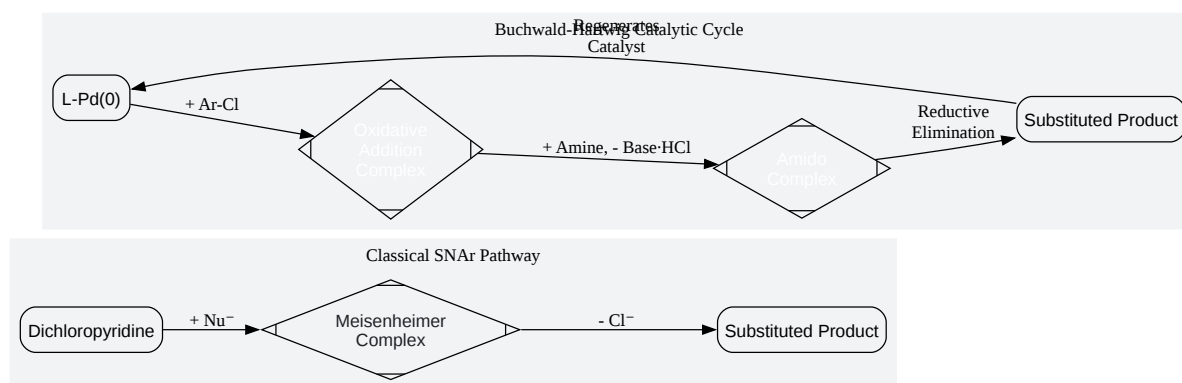 Buchwald-Hartwig Catalytic Cycle
Regenerates
Catalyst
L-Pd(0)
+ Ar-Cl
Oxidative
Addition
Complex
+ Amine, - Base·HCl
Amido
Complex
Reductive
Elimination
Substituted Product
Classical SNAr Pathway
Dichloropyridine
+ Nu⁻
Meisenheimer
Complex
- Cl⁻
Substituted Product